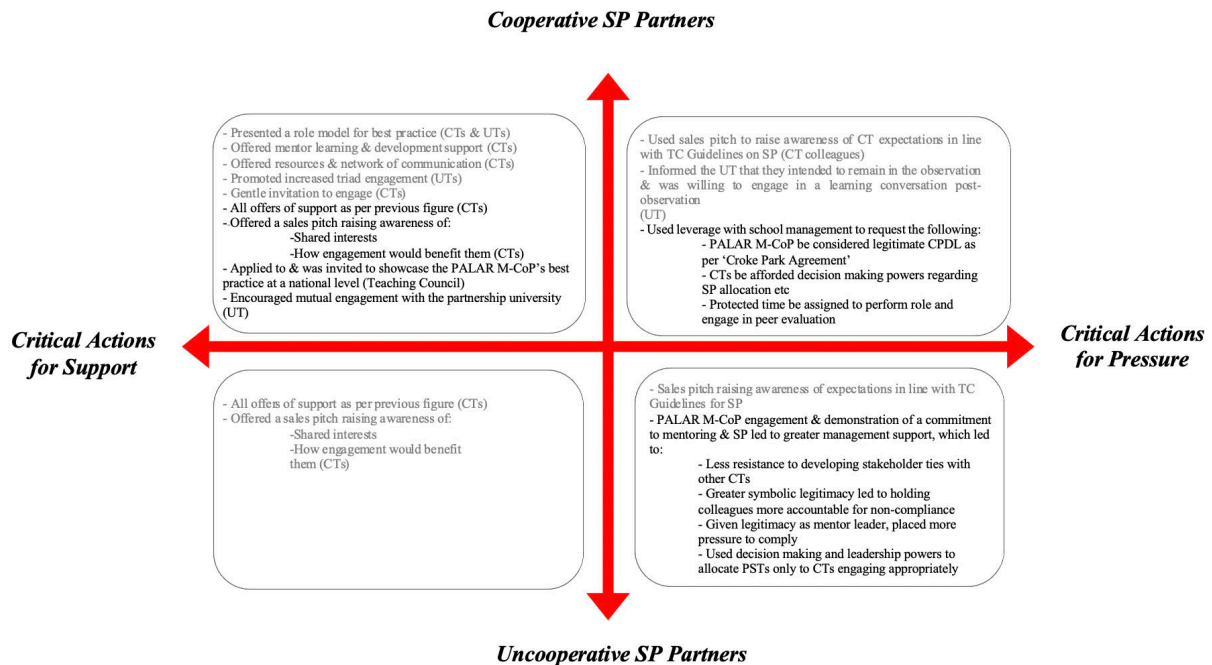 Cooperative SP Partners
- Presented a role model for best practice (CTs & UTs)
- Offered mentor learning & development support (CTs)
- Offered resources & network of communication (CTs)
- Promoted increased triad engagement (UTs)
- Gentle invitation to engage (CTs)
- All offers of support as per previous figure (CTs)
- Offered a sales pitch raising awareness of:
-Shared interests
-How engagement would benefit them (CTs)
- Applied to & was invited to showcase the PALAR M-CoP's best
practice at a national level (Teaching Council)
- Encouraged mutual engagement with the partnership university
(UT)
- Used sales pitch to raise awareness of CT expectations in line
with TC Guidelines on SP (CT colleagues)
- Informed the UT that they intended to remain in the observation
& was willing to engage in a learning conversation post-
observation
(UT)
- Used leverage with school management to request the following:
- PALAR M-CoP be considered legitimate CPDL as
per ‘Croke Park Agreement’
- CTs be afforded decision making powers regarding
SP allocation etc
- Protected time be assigned to perform role and
engage in peer evaluation
Critical Actions
for Support
Critical Actions
for Pressure
- All offers of support as per previous figure (CTs)
- Offered a sales pitch raising awareness of:
-Shared interests
-How engagement would benefit
them (CTs)
- Sales pitch raising awareness of expectations in line with TC
Guidelines for SP
- PALAR M-CoP engagement & demonstration of a commitment
to mentoring & SP led to greater management support, which led
to:
- Less resistance to developing stakeholder ties with
other CTs
- Greater symbolic legitimacy led to holding
colleagues more accountable for non-compliance
- Given legitimacy as mentor leader, placed more
pressure to comply
- Used decision making and leadership powers to
allocate PSTs only to CTs engaging appropriately
Uncooperative SP Partners